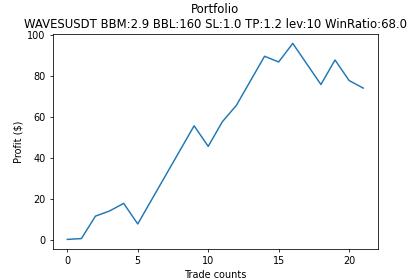 Portfolio
WAVESUSDT BBM:2.9 BBL:160 SL:1.0 TP:1.2 lev:10 WinRatio:68.0
100
80
60
40
20
0
Profit ($)
0 5 10 15 20
Trade counts